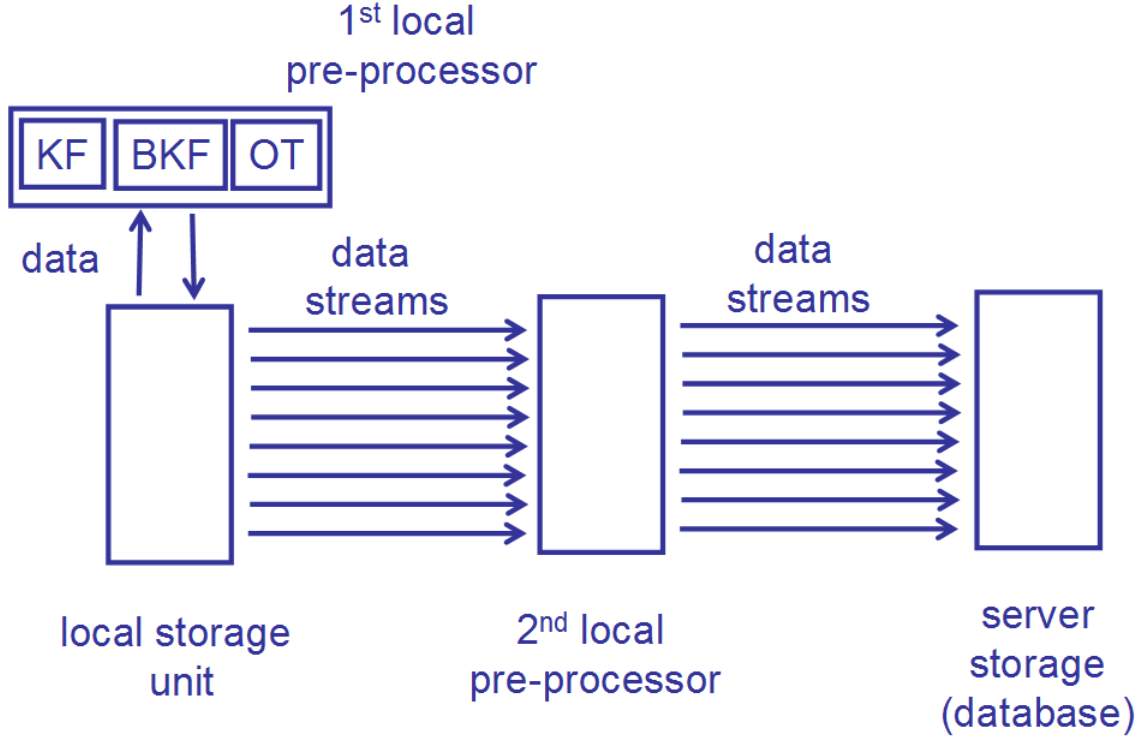 1st local
pre-processor
KF BKF OT
data
data
streams
data
streams
local storage
unit
2nd local
pre-processor
server
storage
(database)